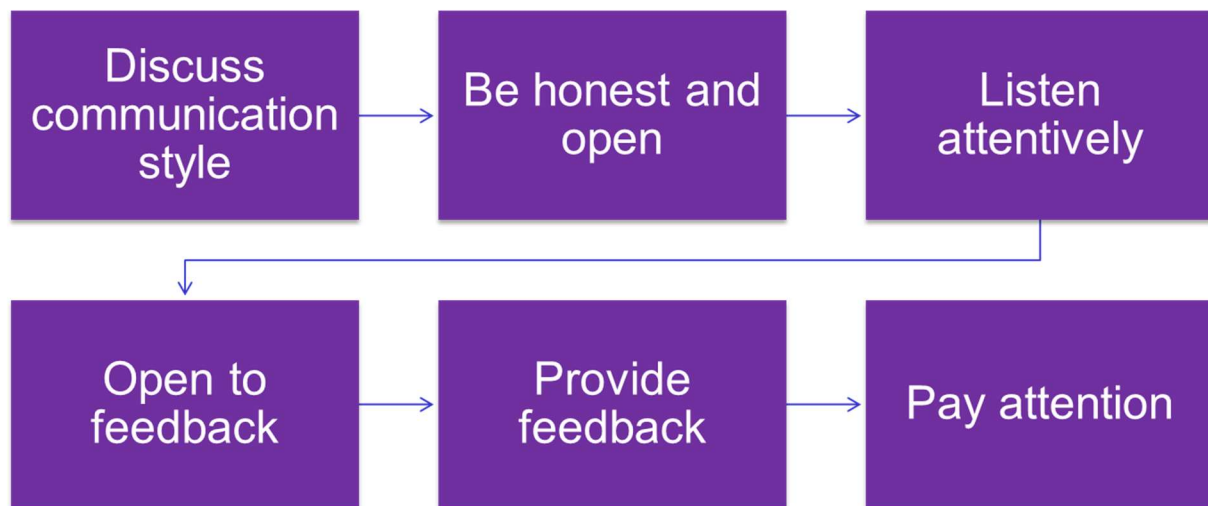 Discuss
communication
style
Be honest and
open
Listen
attentively
Open to
feedback
Provide
feedback
Pay attention